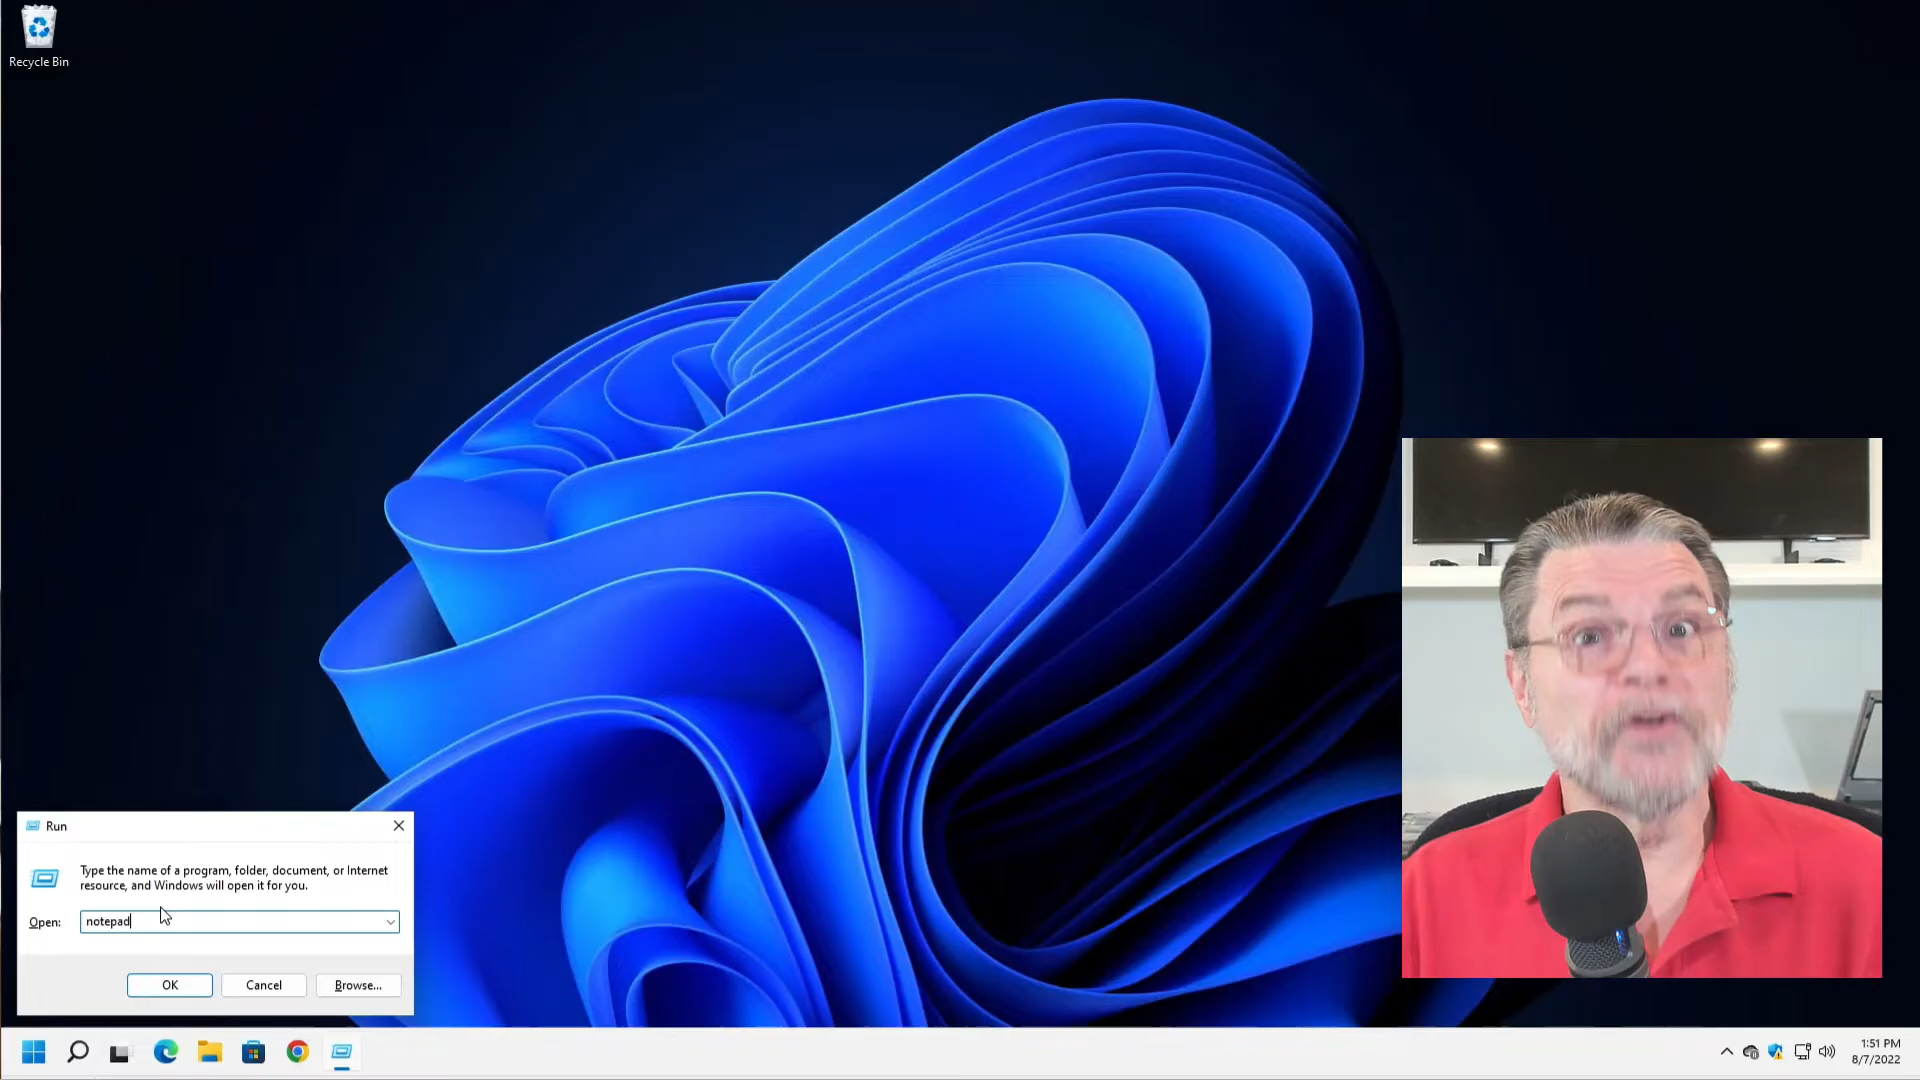 Recycle Bin
Run
Type the name of a program, folder, document, or Internet
resource, and Windows will open it for you.
Open:
notepad
OK
Cancel
Browse...
1:51 PM
8/7/2022